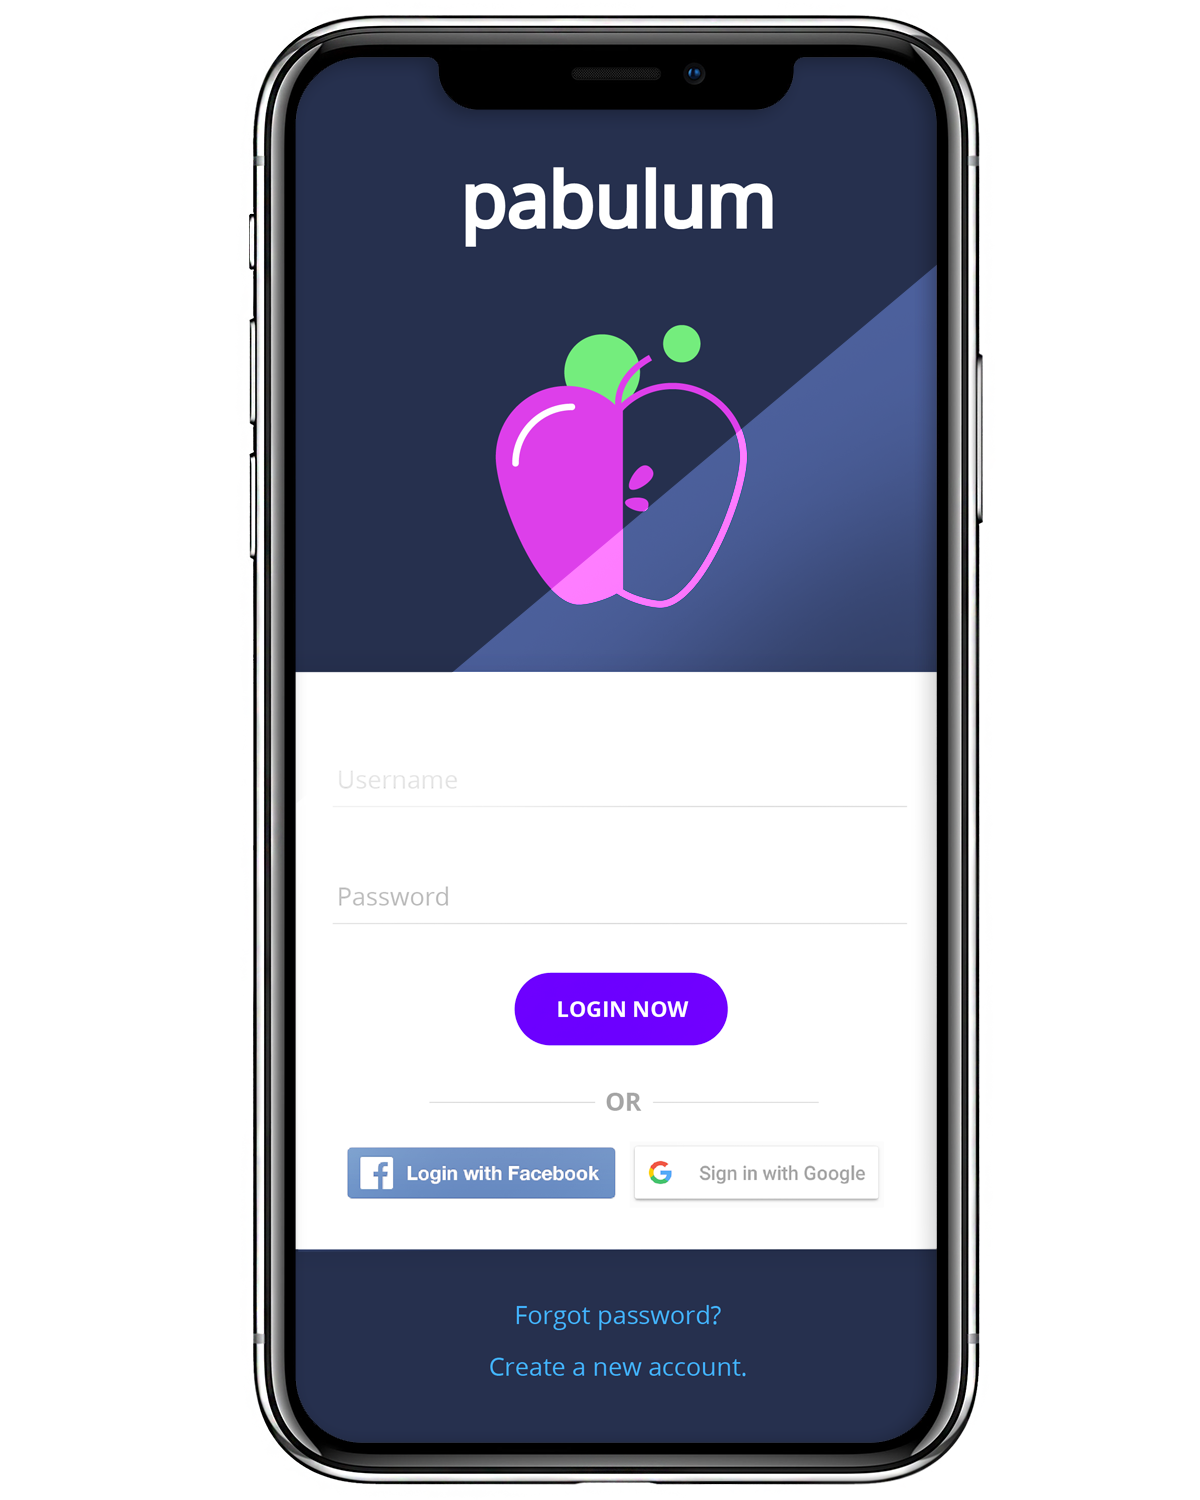 pabulum
Username
Password
LOGIN NOW
OR
Login with Facebook
Sign in with Google
Forgot password?
Create a new account.